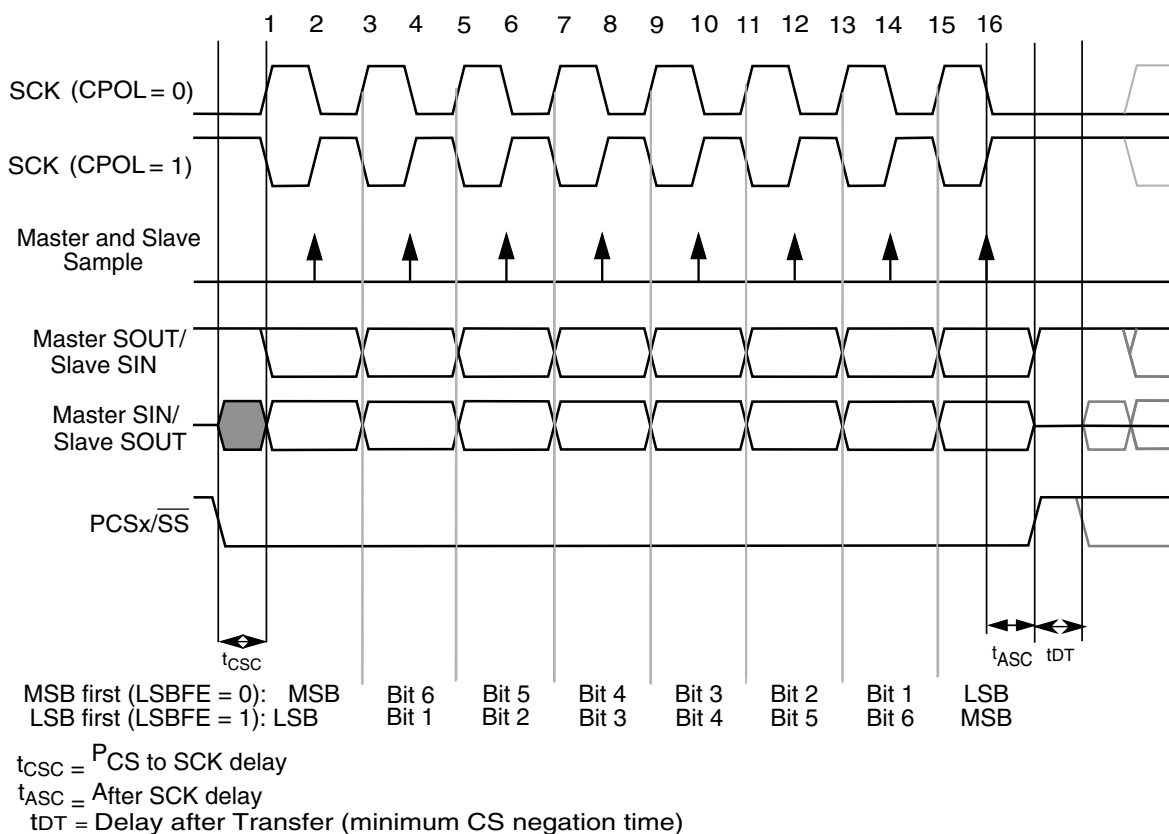 1 2 3 4 5 6 7 8 9 10 11 12 13 14 15 16
SCK (CPOL = 0)
SCK (CPOL = 1)
Master and Slave
Sample
Master SOUT/
Slave SIN
Master SIN/
Slave SOUT
PCSx/SS
tCSC tASC tDT
MSB first (LSBFE = 0): MSB Bit 6 Bit 5 Bit 4 Bit 3 Bit 2 Bit 1 LSB
LSB first (LSBFE = 1): LSB Bit 1 Bit 2 Bit 3 Bit 4 Bit 5 Bit 6 MSB
tCSC = PCS to SCK delay
tASC = After SCK delay
tDT = Delay after Transfer (minimum CS negation time)